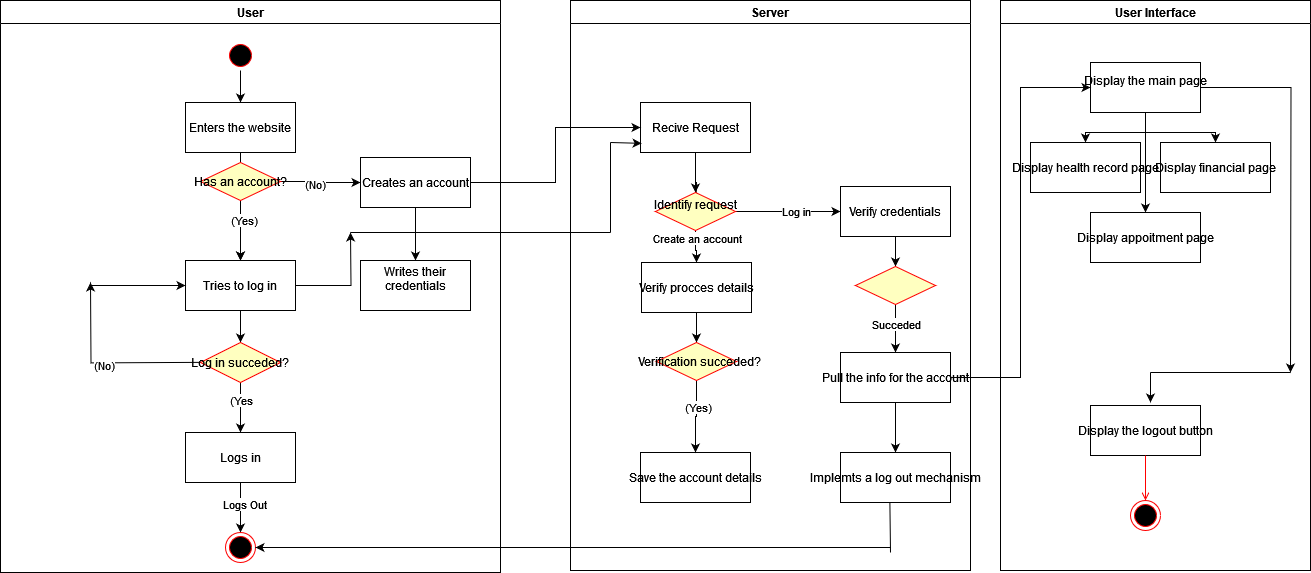 User
Server
User Interface
Enters the website
Has an account?
(No)
Creates an account
(Yes)
Writes their
credentials
Tries to log in
Log in succeded?
(No)
(Yes
Logs in
Logs Out
Recive Request
Identify request
Log in
Verify credentials
Create an account
Verify procces details
Succeded
Verification succeded?
Pull the info for the account
(Yes)
Save the account details
Implemts a log out mechanism
Display the main page
Display health record page
Display financial page
Display appoitment page
Display the logout button